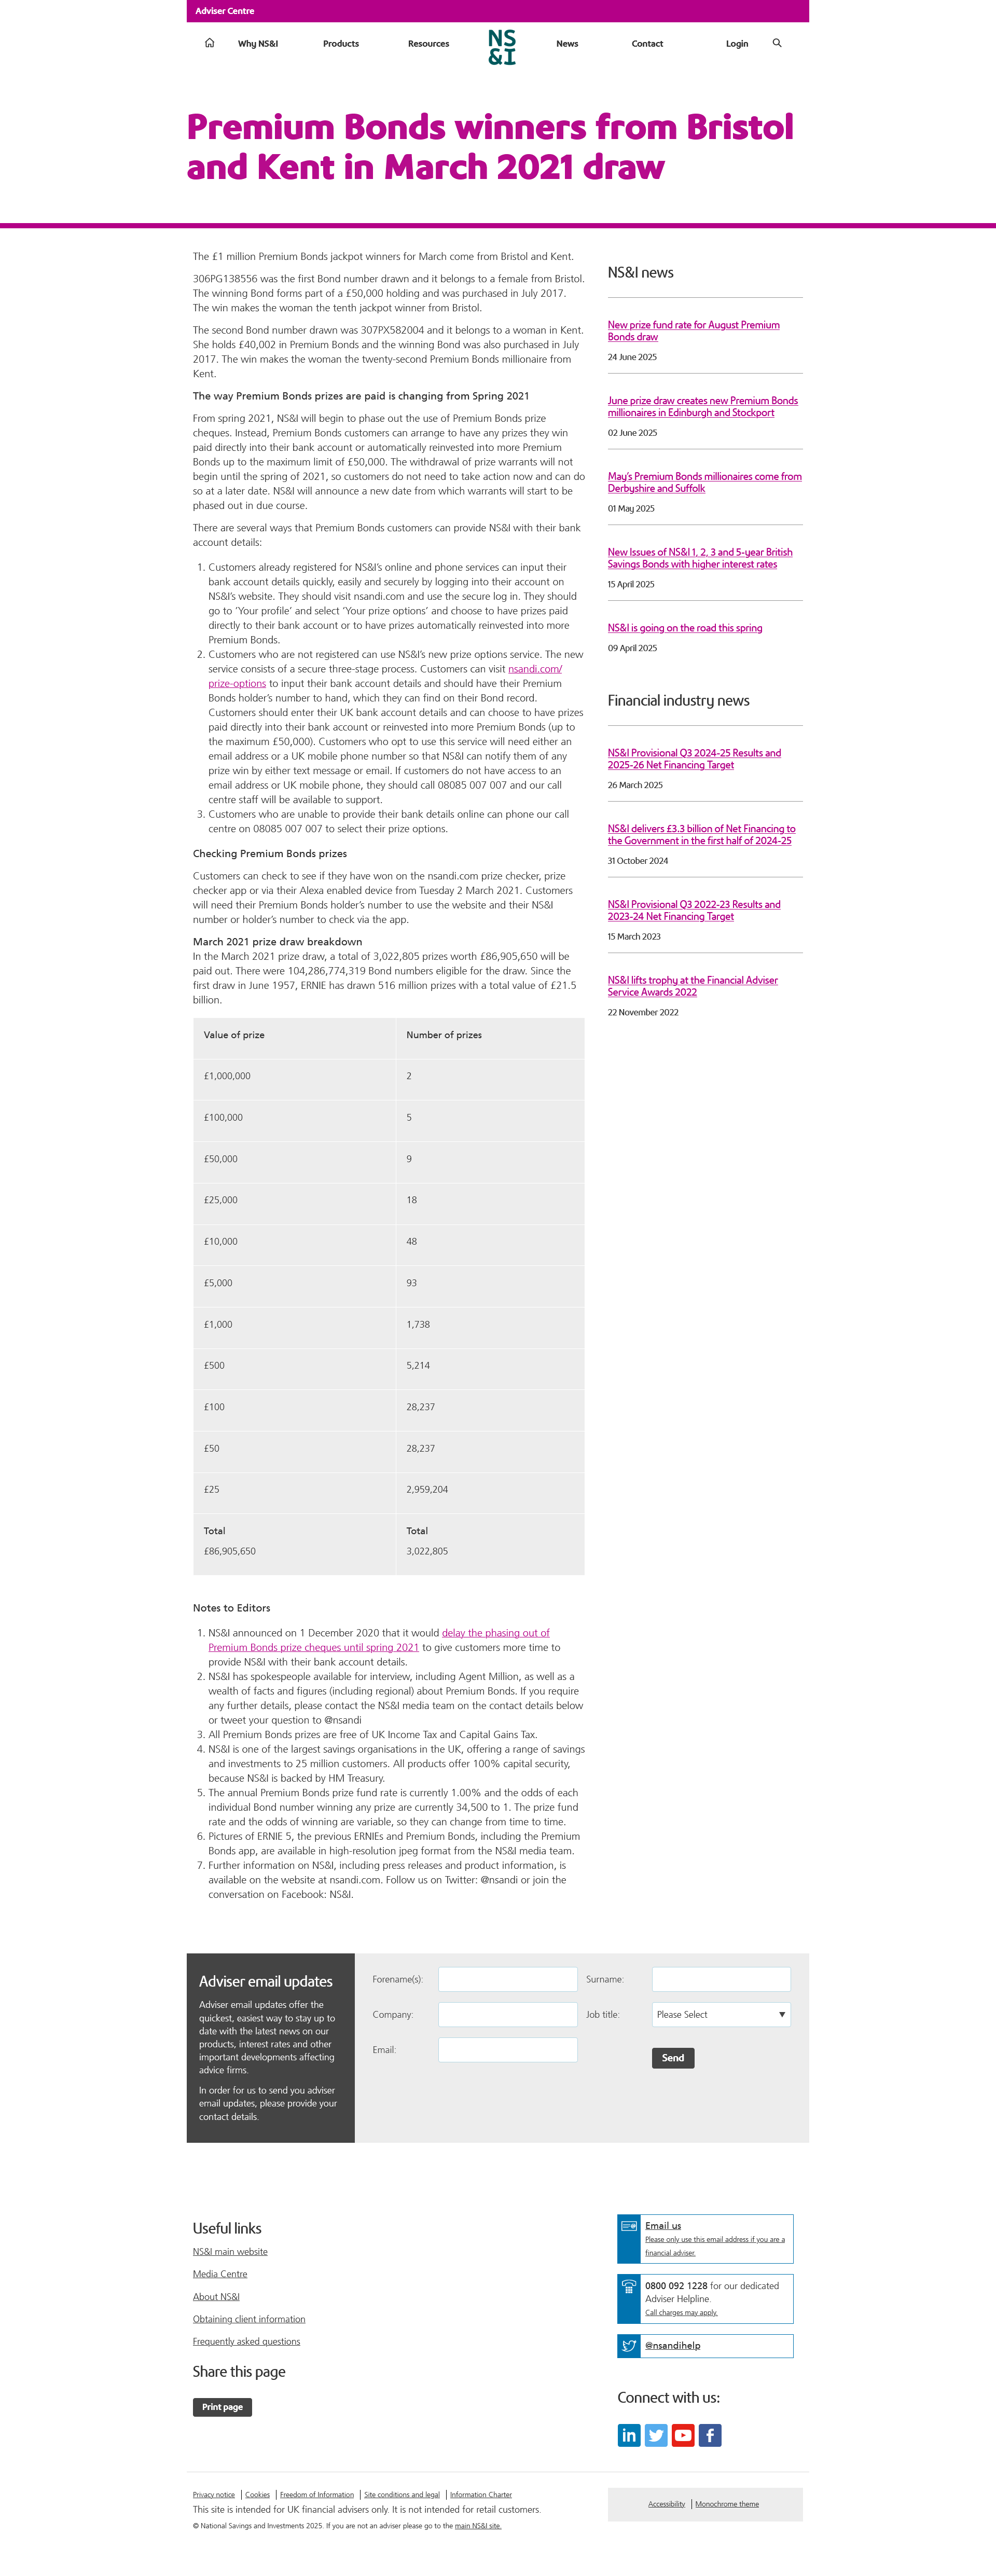 Adviser Centre
Why NS&I
Products
Resources
NS
&I
News
Contact
Login
Premium Bonds winners from Bristol
and Kent in March 2021 draw
The £1 million Premium Bonds jackpot winners for March come from Bristol and Kent.
306PG138556 was the first Bond number drawn and it belongs to a female from Bristol.
The winning Bond forms part of a £50,000 holding and was purchased in July 2017.
The win makes the woman the tenth jackpot winner from Bristol.
The second Bond number drawn was 307PX582004 and it belongs to a woman in Kent.
She holds £40,002 in Premium Bonds and the winning Bond was also purchased in July
2017. The win makes the woman the twenty-second Premium Bonds millionaire from
Kent.
The way Premium Bonds prizes are paid is changing from Spring 2021
From spring 2021, NS&I will begin to phase out the use of Premium Bonds prize
cheques. Instead, Premium Bonds customers can arrange to have any prizes they win
paid directly into their bank account or automatically reinvested into more Premium
Bonds up to the maximum limit of £50,000. The withdrawal of prize warrants will not
begin until the spring of 2021, so customers do not need to take action now and can do
so at a later date. NS&I will announce a new date from which warrants will start to be
phased out in due course.
There are several ways that Premium Bonds customers can provide NS&I with their bank
account details:
1. Customers already registered for NS&I's online and phone services can input their
bank account details quickly, easily and securely by logging into their account on
NS&I's website. They should visit nsandi.com and use the secure log in. They should
go to 'Your profile' and select 'Your prize options' and choose to have prizes paid
directly to their bank account or to have prizes automatically reinvested into more
Premium Bonds.
2. Customers who are not registered can use NS&I's new prize options service. The new
service consists of a secure three-stage process. Customers can visit nsandi.com/
prize-options to input their bank account details and should have their Premium
Bonds holder's number to hand, which they can find on their Bond record.
Customers should enter their UK bank account details and can choose to have prizes
paid directly into their bank account or reinvested into more Premium Bonds (up to
the maximum £50,000). Customers who opt to use this service will need either an
email address or a UK mobile phone number so that NS&I can notify them of any
prize win by either text message or email. If customers do not have access to an
email address or UK mobile phone, they should call 08085 007 007 and our call
centre staff will be available to support.
3. Customers who are unable to provide their bank details online can phone our call
centre on 08085 007 007 to select their prize options.
Checking Premium Bonds prizes
Customers can check to see if they have won on the nsandi.com prize checker, prize
checker app or via their Alexa enabled device from Tuesday 2 March 2021. Customers
will need their Premium Bonds holder's number to use the website and their NS&I
number or holder's number to check via the app.
March 2021 prize draw breakdown
In the March 2021 prize draw, a total of 3,022,805 prizes worth £86,905,650 will be
paid out. There were 104,286,774,319 Bond numbers eligible for the draw. Since the
first draw in June 1957, ERNIE has drawn 516 million prizes with a total value of £21.5
billion.
Value of prize Number of prizes
£1,000,000 2
£100,000 5
£50,000 9
£25,000 18
£10,000 48
£5,000 93
£1,000 1,738
£500 5,214
£100 28,237
£50 28,237
£25 2,959,204
Total Total
£86,905,650 3,022,805
Notes to Editors
1. NS&I announced on 1 December 2020 that it would delay the phasing out of
Premium Bonds prize cheques until spring 2021 to give customers more time to
provide NS&I with their bank account details.
2. NS&I has spokespeople available for interview, including Agent Million, as well as a
wealth of facts and figures (including regional) about Premium Bonds. If you require
any further details, please contact the NS&I media team on the contact details below
or tweet your question to @nsandi
3. All Premium Bonds prizes are free of UK Income Tax and Capital Gains Tax.
4. NS&I is one of the largest savings organisations in the UK, offering a range of savings
and investments to 25 million customers. All products offer 100% capital security,
because NS&I is backed by HM Treasury.
5. The annual Premium Bonds prize fund rate is currently 1.00% and the odds of each
individual Bond number winning any prize are currently 34,500 to 1. The prize fund
rate and the odds of winning are variable, so they can change from time to time.
6. Pictures of ERNIE 5, the previous ERNIEs and Premium Bonds, including the Premium
Bonds app, are available in high-resolution jpeg format from the NS&I media team.
7. Further information on NS&I, including press releases and product information, is
available on the website at nsandi.com. Follow us on Twitter: @nsandi or join the
conversation on Facebook: NS&I.
NS&I news
New prize fund rate for August Premium
Bonds draw
24 June 2025
June prize draw creates new Premium Bonds
millionaires in Edinburgh and Stockport
02 June 2025
May's Premium Bonds millionaires come from
Derbyshire and Suffolk
01 May 2025
New Issues of NS&I 1, 2, 3 and 5-year British
Savings Bonds with higher interest rates
15 April 2025
NS&I is going on the road this spring
09 April 2025
Financial industry news
NS&I Provisional Q3 2024-25 Results and
2025-26 Net Financing Target
26 March 2025
NS&I delivers £3.3 billion of Net Financing to
the Government in the first half of 2024-25
31 October 2024
NS&I Provisional Q3 2022-23 Results and
2023-24 Net Financing Target
15 March 2023
NS&I lifts trophy at the Financial Adviser
Service Awards 2022
22 November 2022
Adviser email updates
Adviser email updates offer the
quickest, easiest way to stay up to
date with the latest news on our
products, interest rates and other
important developments affecting
advice firms.
In order for us to send you adviser
email updates, please provide your
contact details.
Forename(s):
Surname:
Company:
Job title:
Please Select
Email:
Send
Useful links
NS&I main website
Media Centre
About NS&I
Obtaining client information
Frequently asked questions
Share this page
Print page
Email us
Please only use this email address if you are a
financial adviser.
0800 092 1228 for our dedicated
Adviser Helpline.
Call charges may apply.
@nsandihelp
Connect with us:
Privacy notice
Cookies
Freedom of Information
Site conditions and legal
Information Charter
This site is intended for UK financial advisers only. It is not intended for retail customers.
© National Savings and Investments 2025. If you are not an adviser please go to the main NS&I site.
Accessibility
Monochrome theme